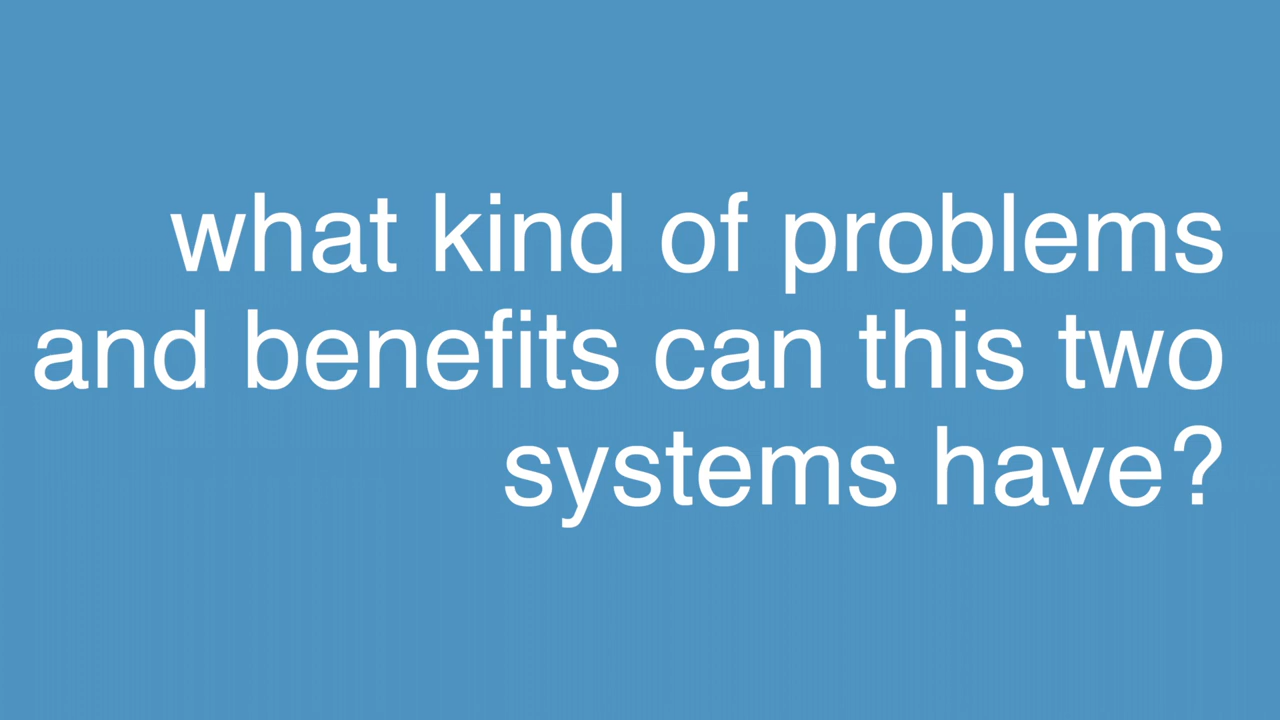 what kind of problems
and benefits can this two
systems have?